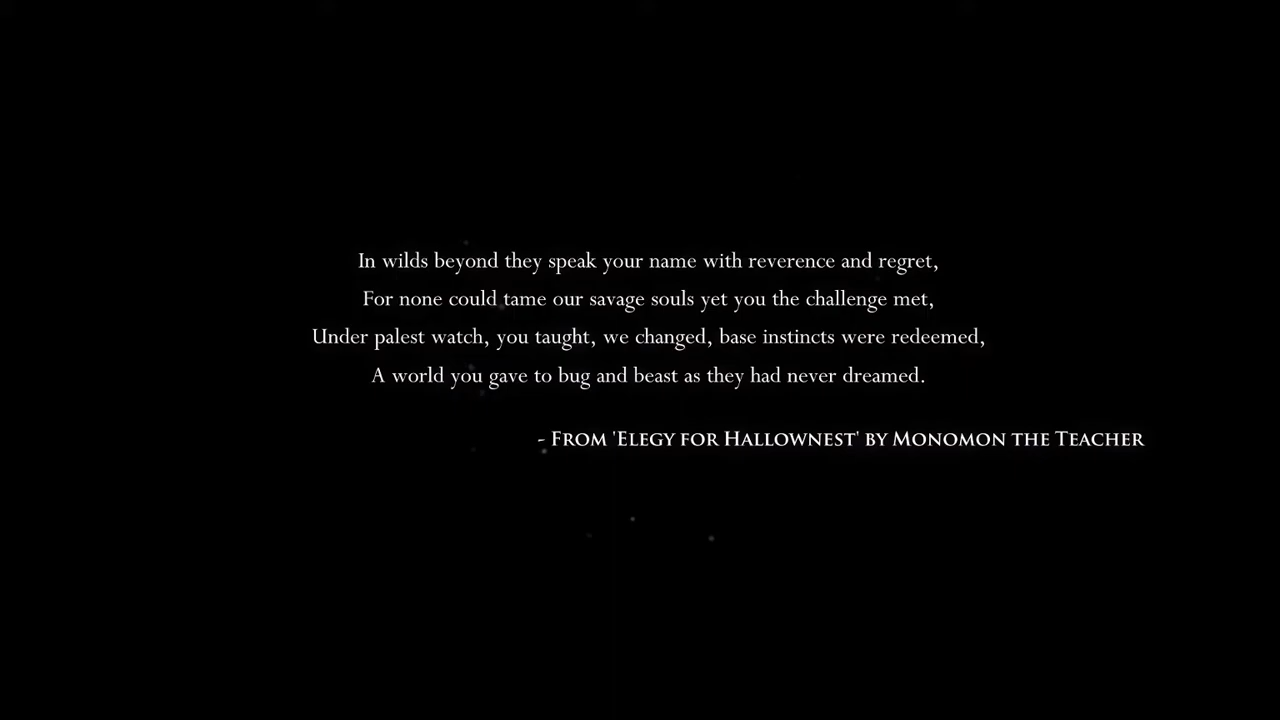 In wilds beyond they speak your name with reverence and regret,
For none could tame our savage souls yet you the challenge met,
Under palest watch, you taught, we changed, base instincts were redeemed,
A world you gave to bug and beast as they had never dreamed.
- From 'Elegy for Hallownest' by Monomon the Teacher